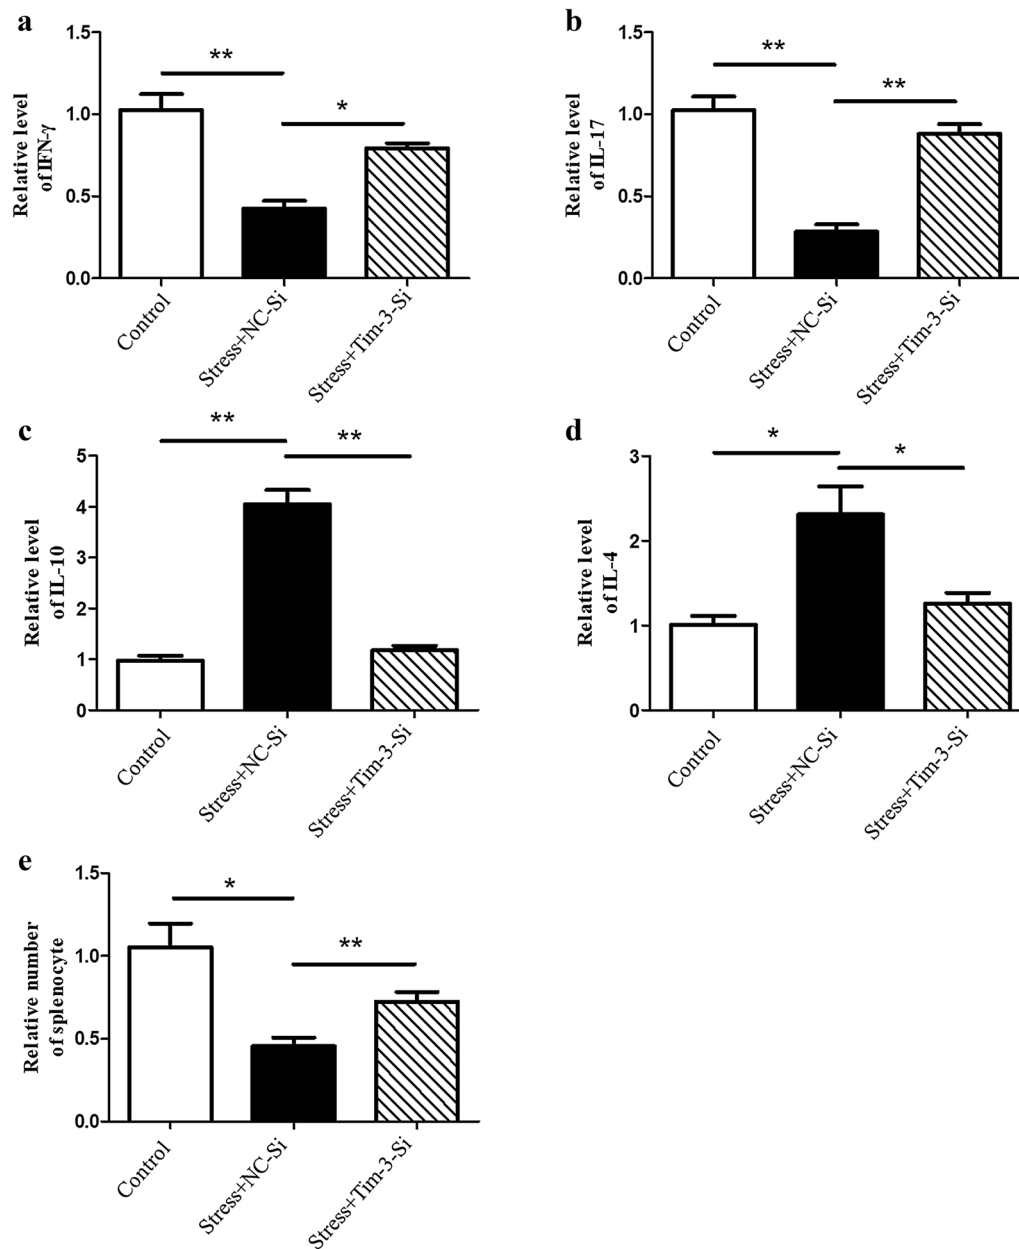 a
1.5
1.0
0.5
0.0
Relative level
of IFN-γ
**
*
Control
Stress+NC-Si
Stress+Tim-3-Si
b
1.5
1.0
0.5
0.0
Relative level
of IL-17
**
**
Control
Stress+NC-Si
Stress+Tim-3-Si
c
5
4
3
2
1
0
Relative level
of IL-10
**
**
Control
Stress+NC-Si
Stress+Tim-3-Si
d
3
2
1
0
Relative level
of IL-4
*
*
Control
Stress+NC-Si
Stress+Tim-3-Si
e
1.5
1.0
0.5
0.0
Relative number
of splenocyte
*
**
Control
Stress+NC-Si
Stress+Tim-3-Si